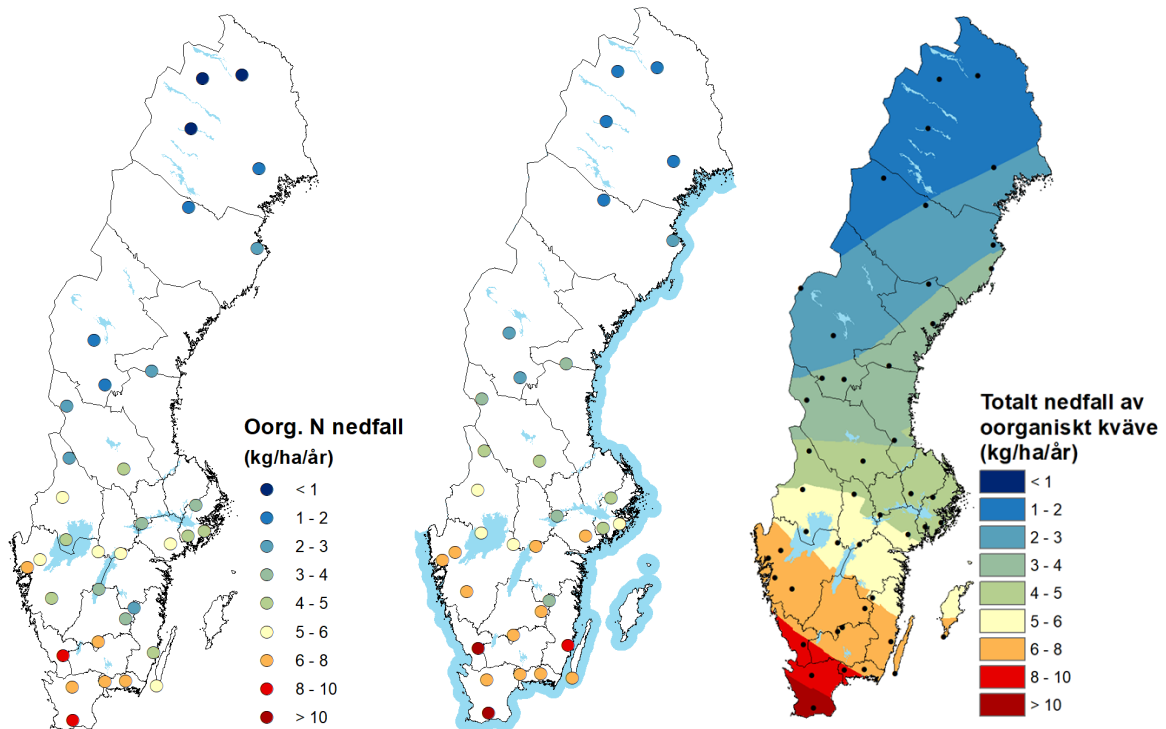 Oorg. N nedfall
(kg/ha/år)
< 1
1 - 2
2 - 3
3 - 4
4 - 5
5 - 6
6 - 8
8 - 10
> 10
Totalt nedfall av
oorganiskt kväve
(kg/ha/år)
< 1
1 - 2
2 - 3
3 - 4
4 - 5
5 - 6
6 - 8
8 - 10
> 10